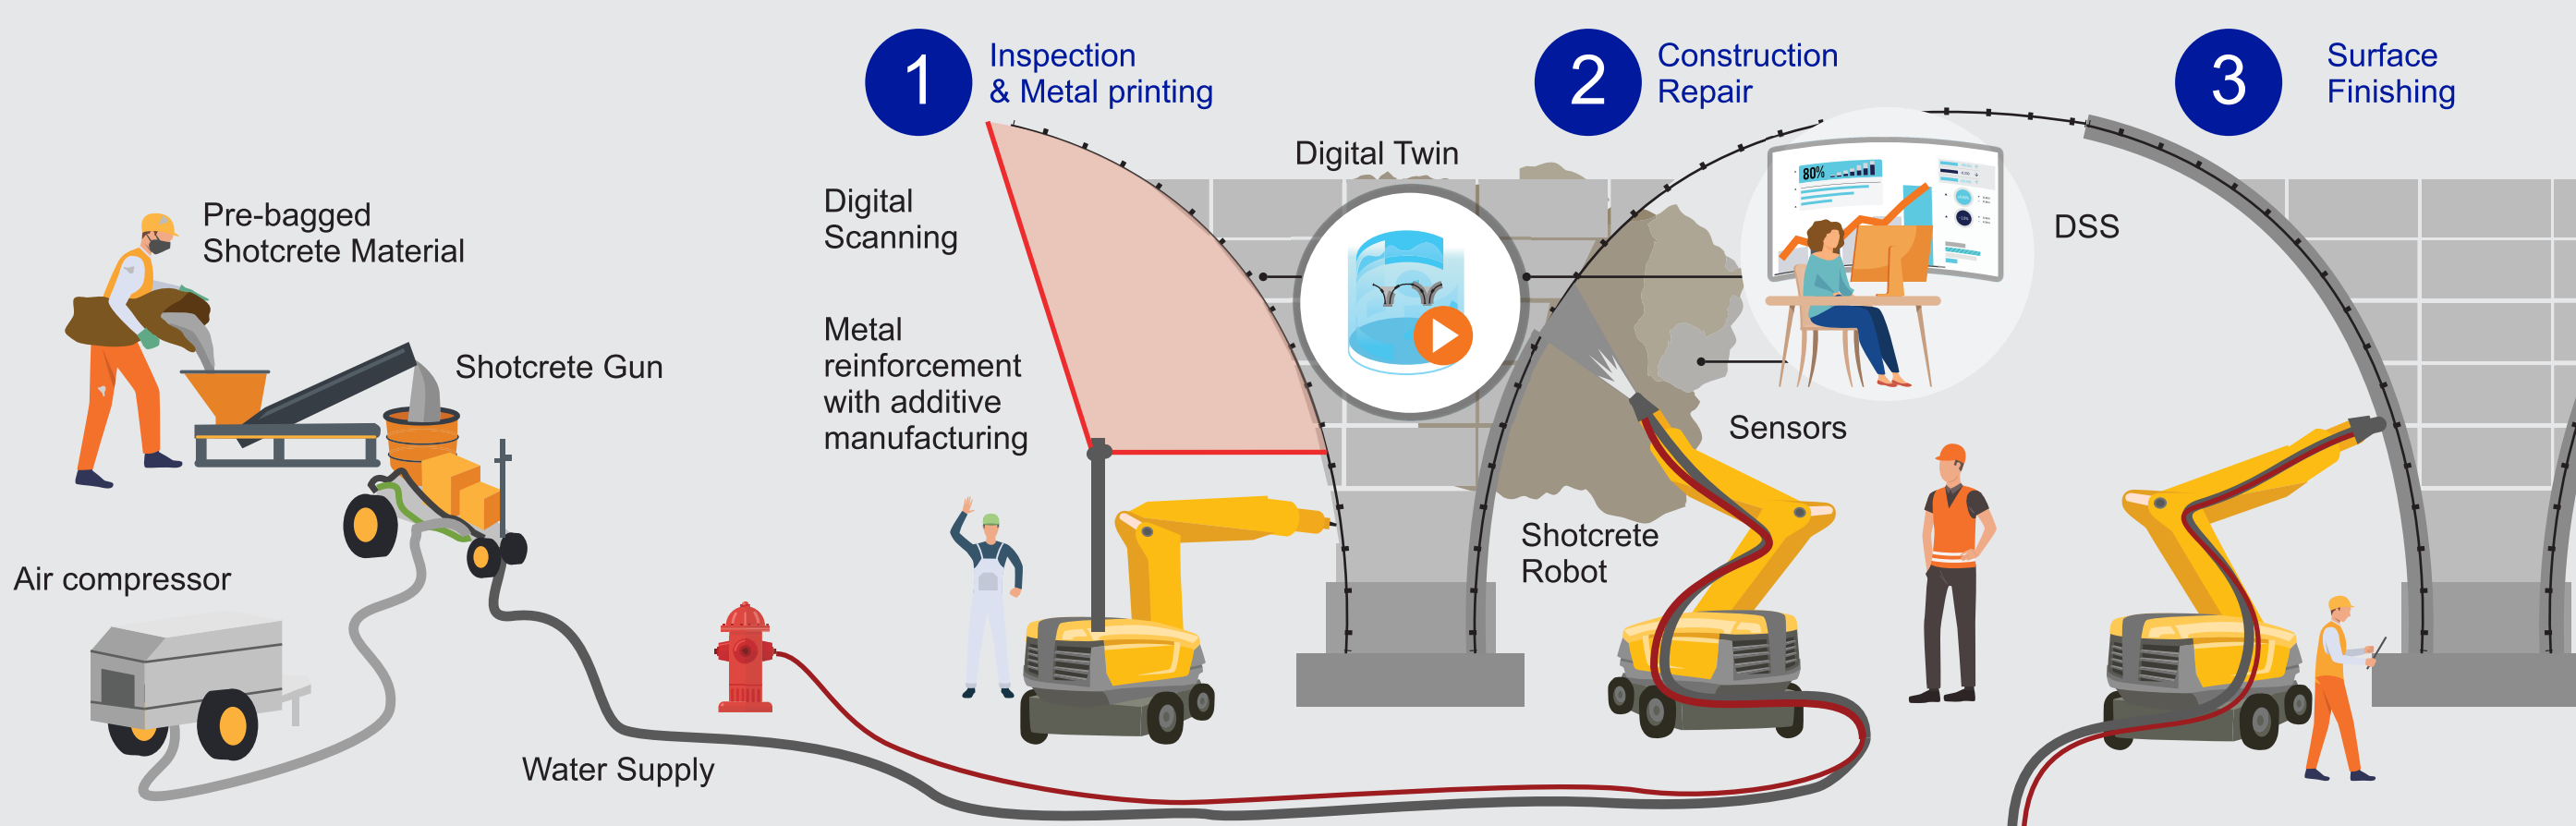 1
Inspection
& Metal printing
2
Construction
Repair
3
Surface
Finishing
Digital Twin
Digital
Scanning
Pre-bagged
Shotcrete Material
80%
DSS
Metal
reinforcement
with additive
manufacturing
Shotcrete Gun
Sensors
Shotcrete
Robot
Air compressor
Water Supply